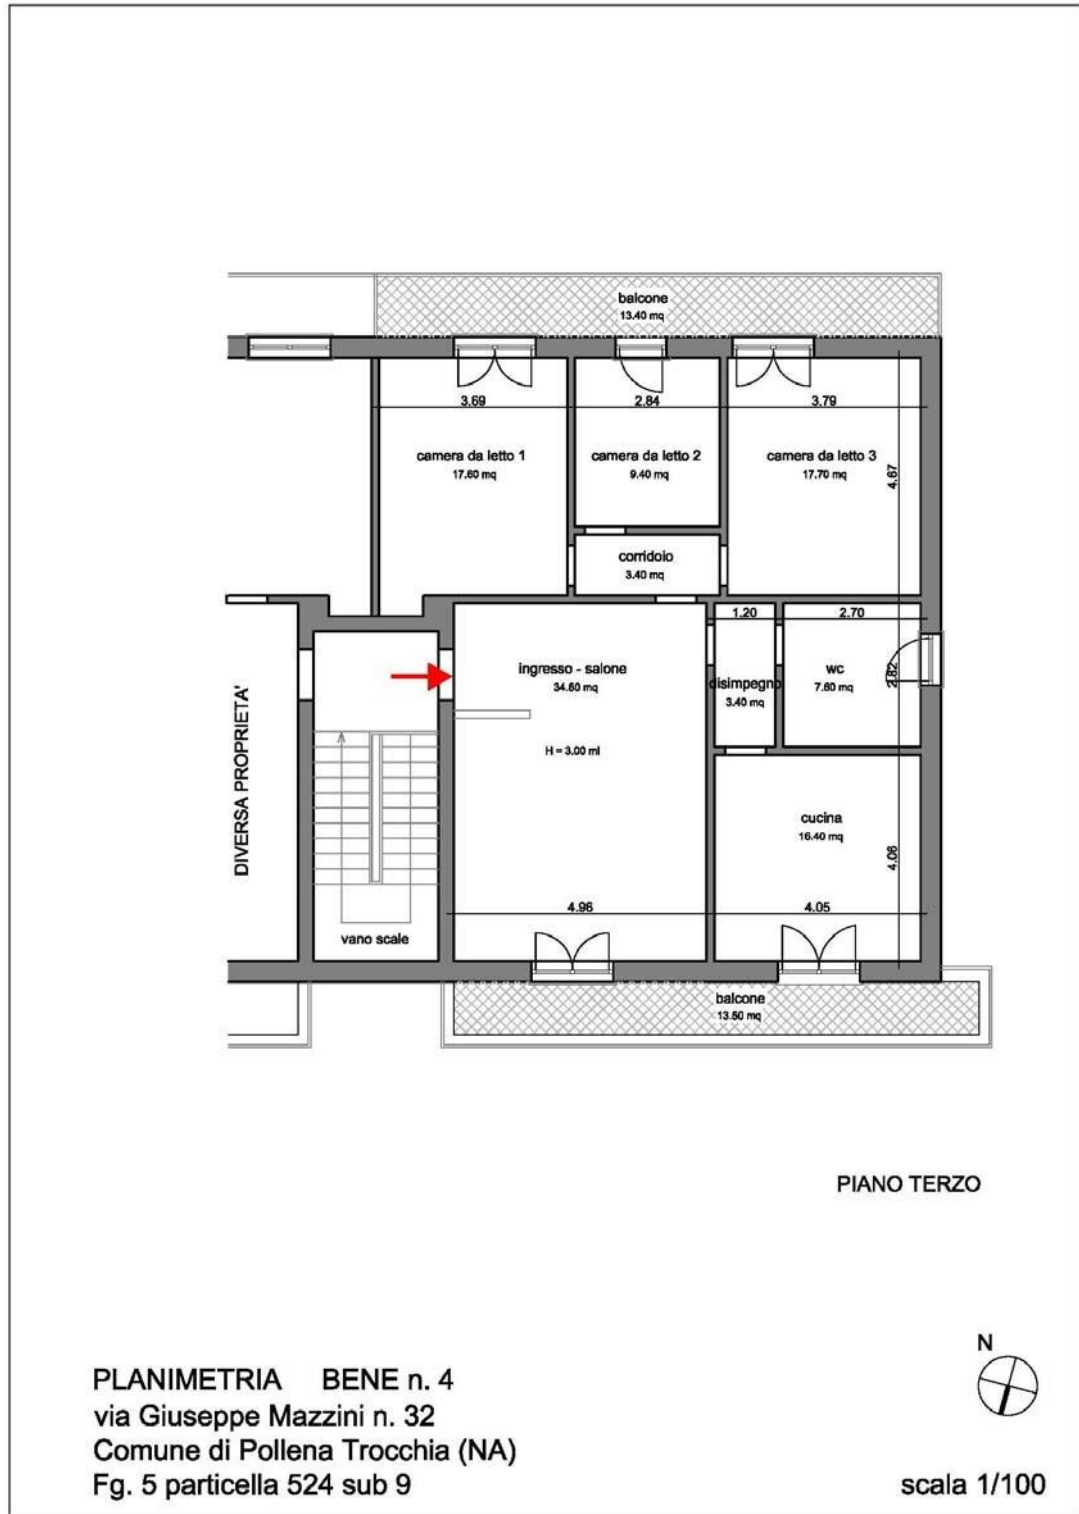 balcone
13.40 mq
3.69
2.84
3.79
camera da letto 1
17.60 mq
camera da letto 2
9.40 mq
camera da letto 3
17.70 mq
4.67
corridoio
3.40 mq
1.20
2.70
ingresso - salone
34.60 mq
disimpegno
3.40 mq
wc
7.60 mq
2.82
H = 3.00 ml
DIVERSA PROPRIETA'
cucina
16.40 mq
4.06
4.96
4.05
vano scale
balcone
13.50 mq
PIANO TERZO
N
PLANIMETRIA BENE n. 4
via Giuseppe Mazzini n. 32
Comune di Pollena Trocchia (NA)
Fg. 5 particella 524 sub 9
scala 1/100